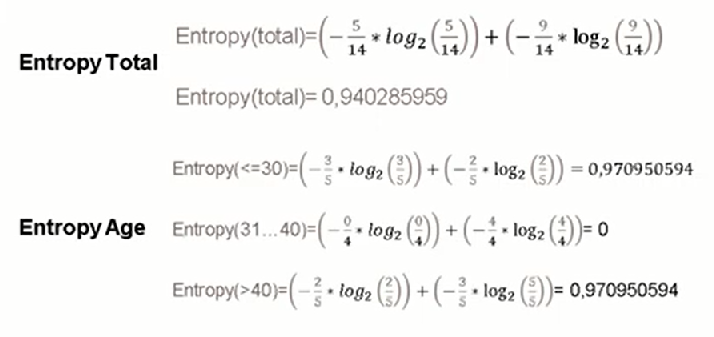 Entropy(total)=(−5/14 * log₂(5/14)) + (−9/14 * log₂(9/14))
Entropy Total
Entropy(total)= 0,940285959
Entropy(<=30)=(−3/5 * log₂(3/5)) + (−2/5 * log₂(2/5)) = 0,970950594
Entropy Age
Entropy(31...40)=(−0/4 * log₂(0/4)) + (−4/4 * log₂(4/4))= 0
Entropy(>40)=(−2/5 * log₂(2/5)) + (−3/5 * log₂(5/5))= 0,970950594